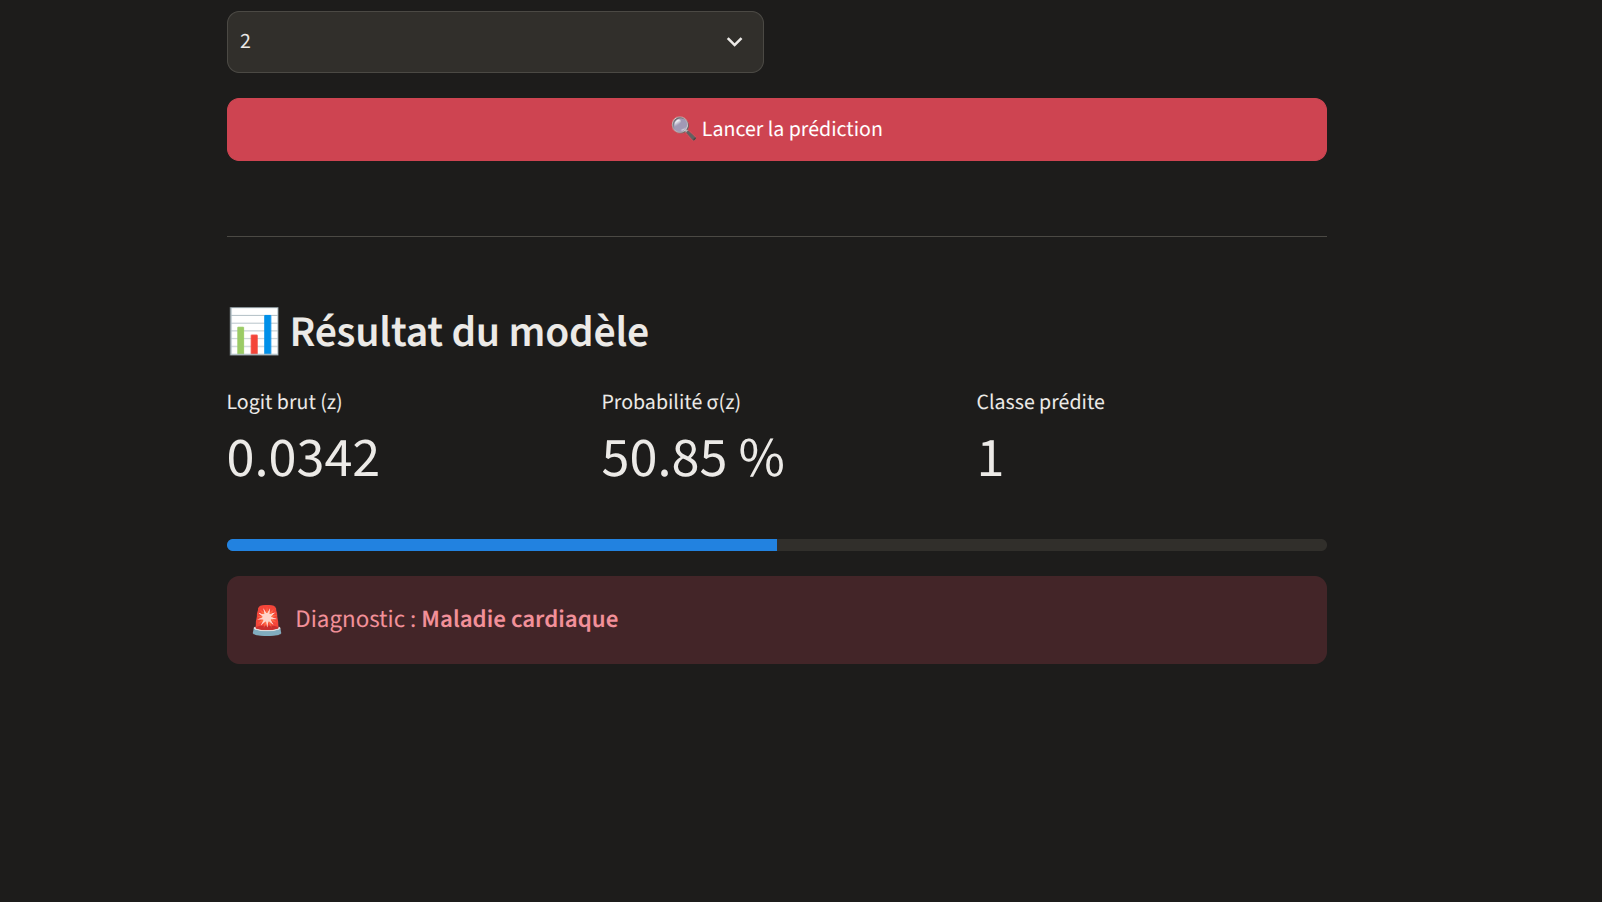 2
🔍 Lancer la prédiction
📊 Résultat du modèle
Logit brut (z)
0.0342
Probabilité σ(z)
50.85 %
Classe prédite
1
🚨 Diagnostic : Maladie cardiaque